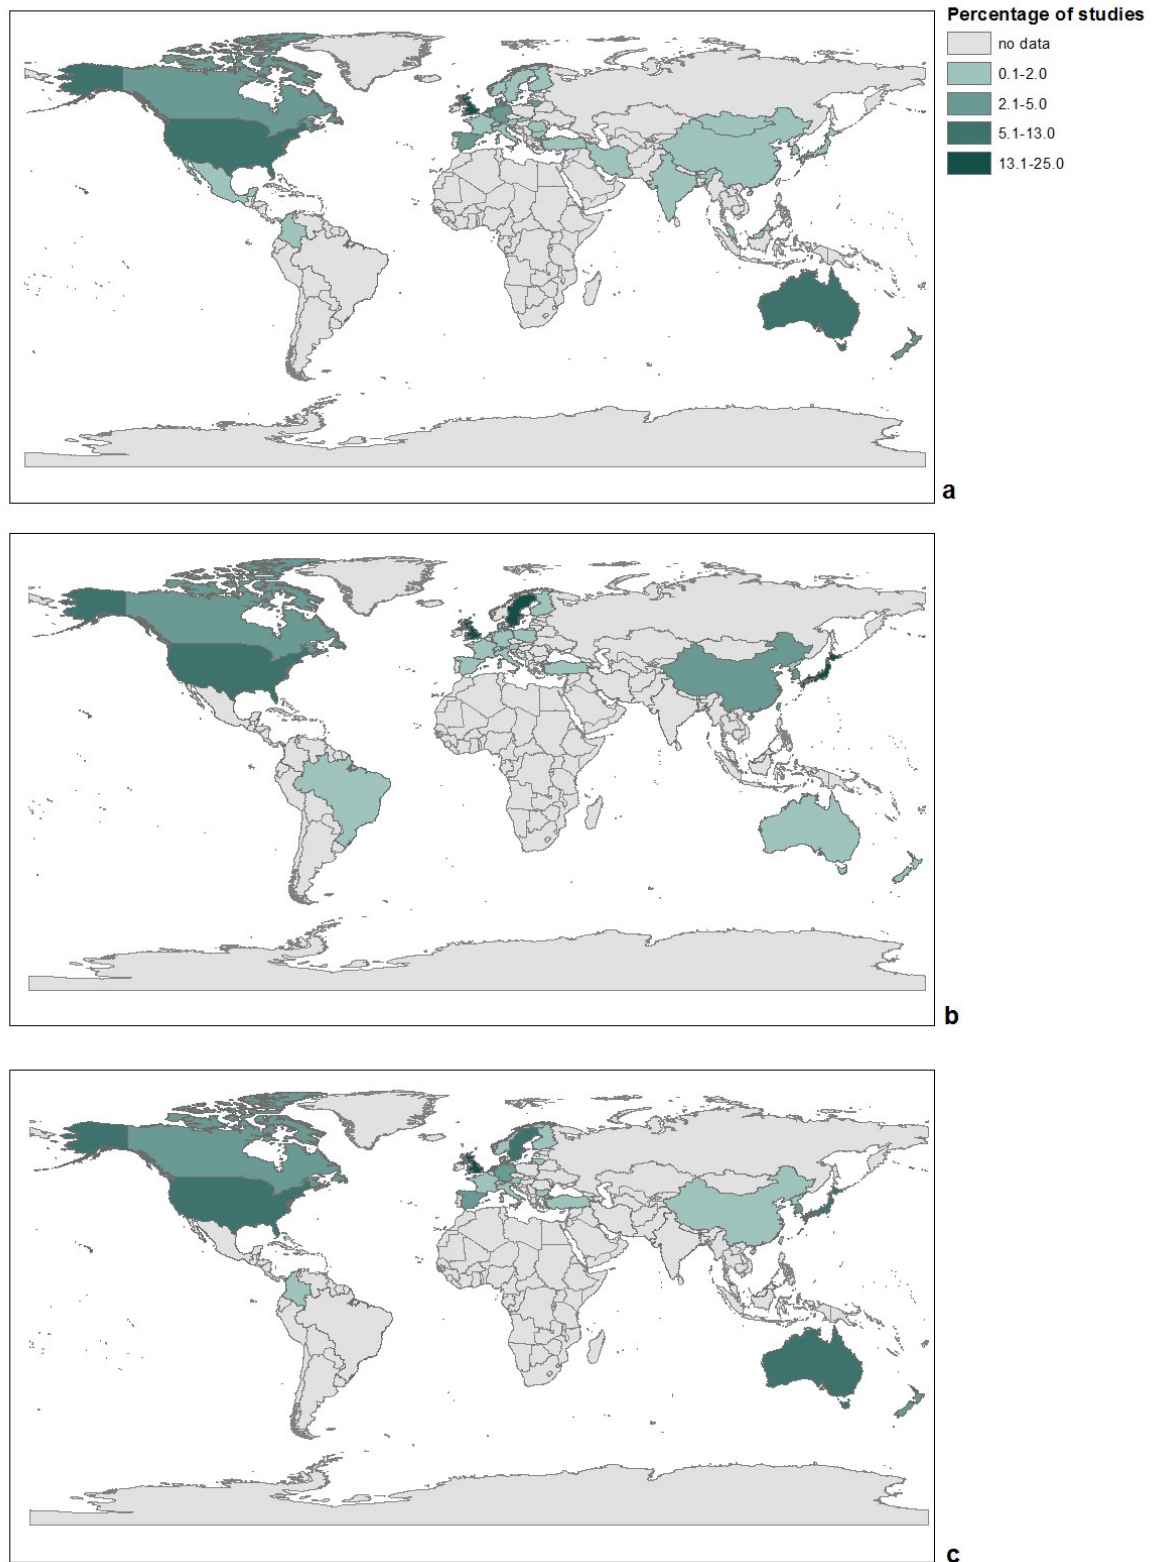 Percentage of studies
no data
0.1-2.0
2.1-5.0
5.1-13.0
13.1-25.0
a
b
c